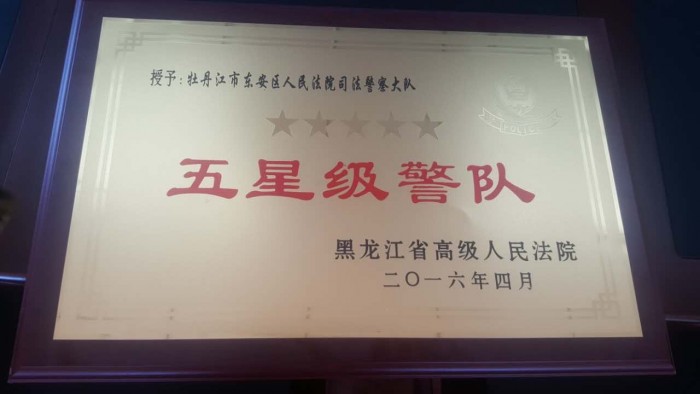 授予：牡丹江市东安区人民法院司法警察大队
五星级警队
黑龙江省高级人民法院
二〇一六年四月